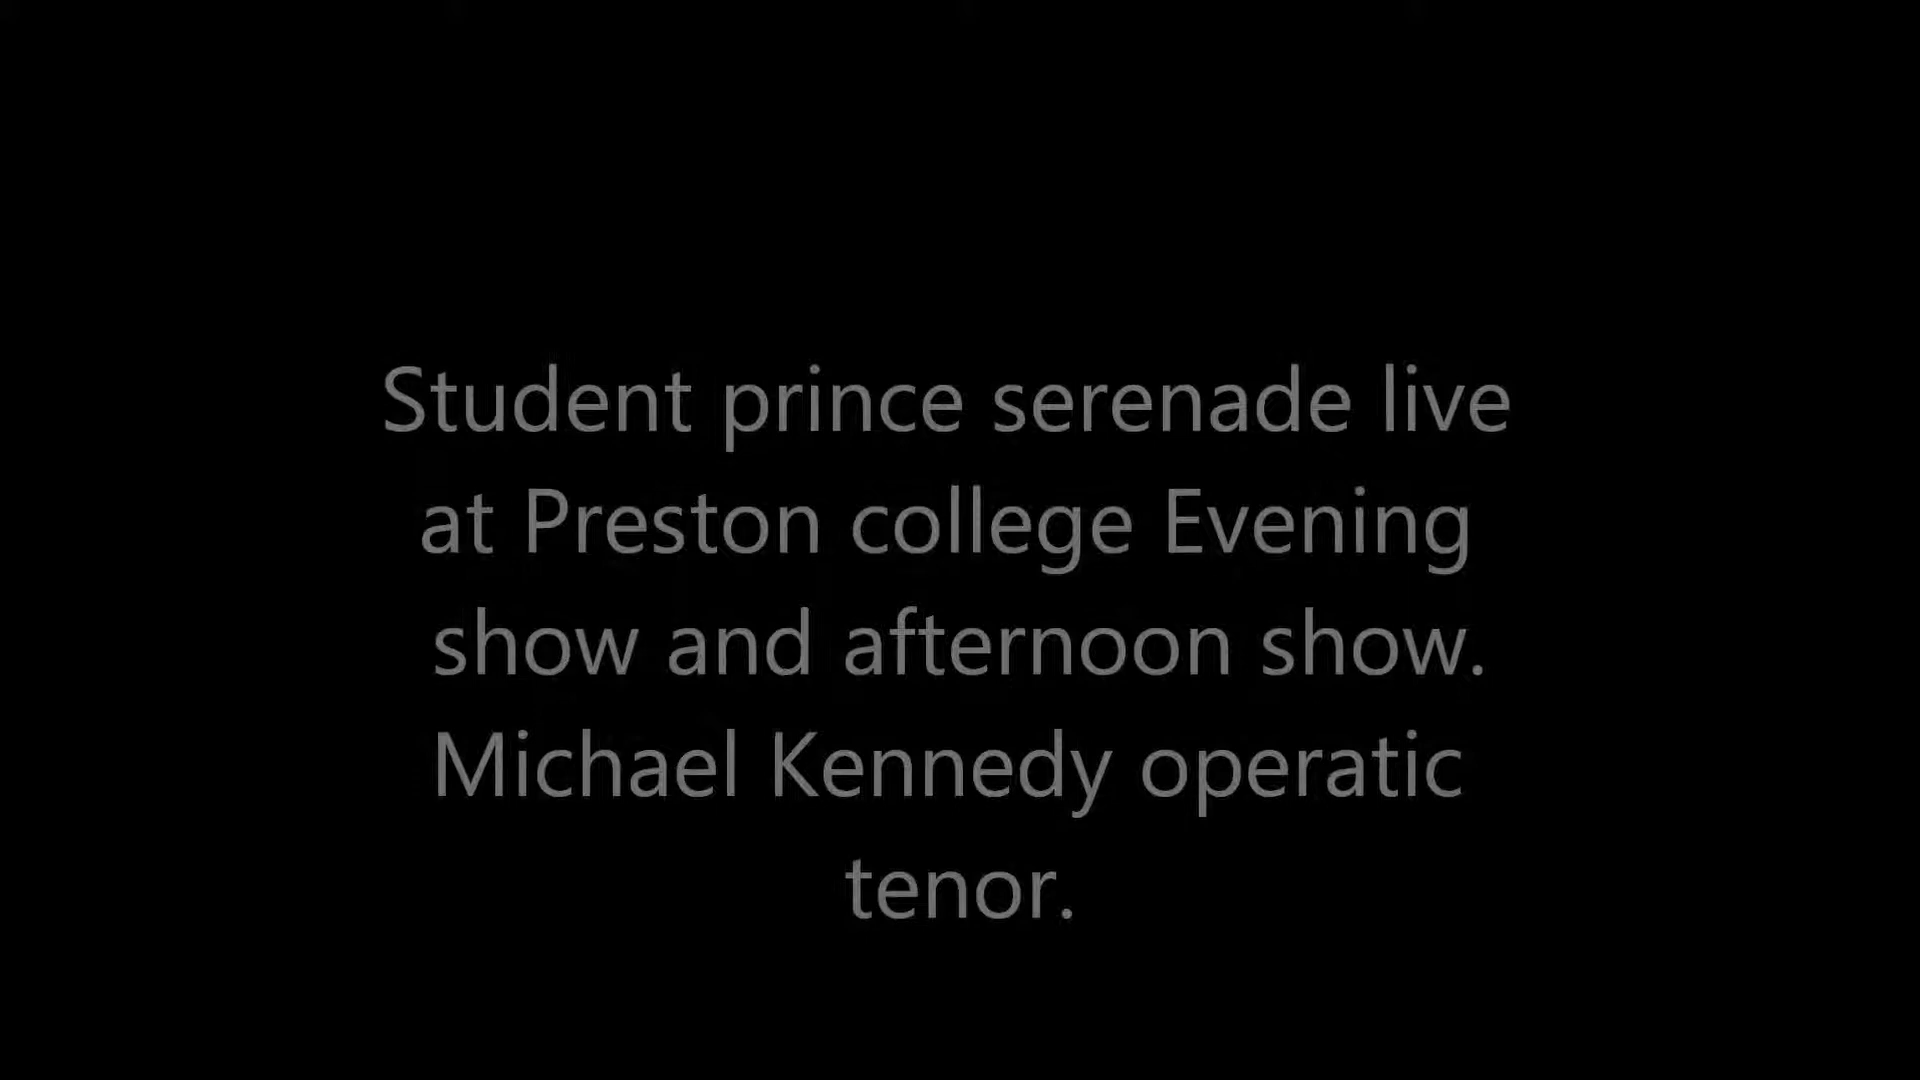 Student prince serenade live
at Preston college Evening
show and afternoon show.
Michael Kennedy operatic
tenor.